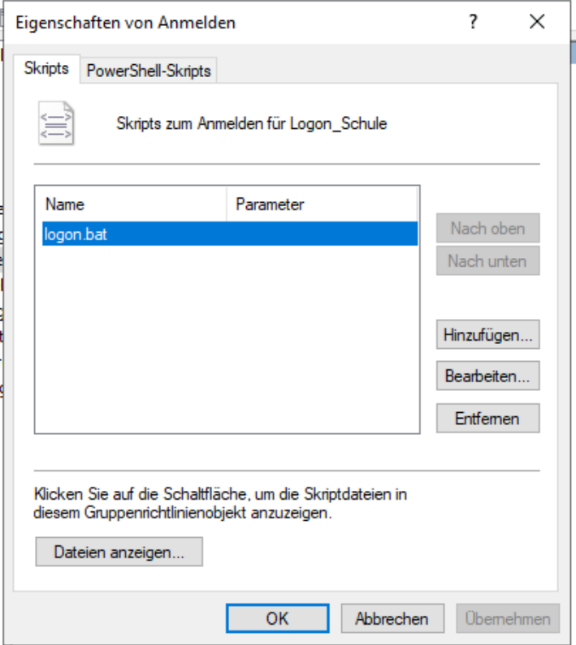 Eigenschaften von Anmelden
?
Skripts
PowerShell-Skripts
Skripts zum Anmelden für Logon_Schule
Name
Parameter
logon.bat
Nach oben
Nach unten
Hinzufügen...
Bearbeiten...
Entfernen
Klicken Sie auf die Schaltfläche, um die Skriptdateien in
diesem Gruppenrichtlinienobjekt anzuzeigen.
Dateien anzeigen...
OK
Abbrechen
Übernehmen